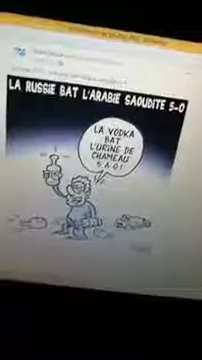 LA RUSSIE BAT L'ARABIE SAOUDITE 5-0
LA VODKA
BAT
L'URINE DE
CHAMEAU
5 A 0!